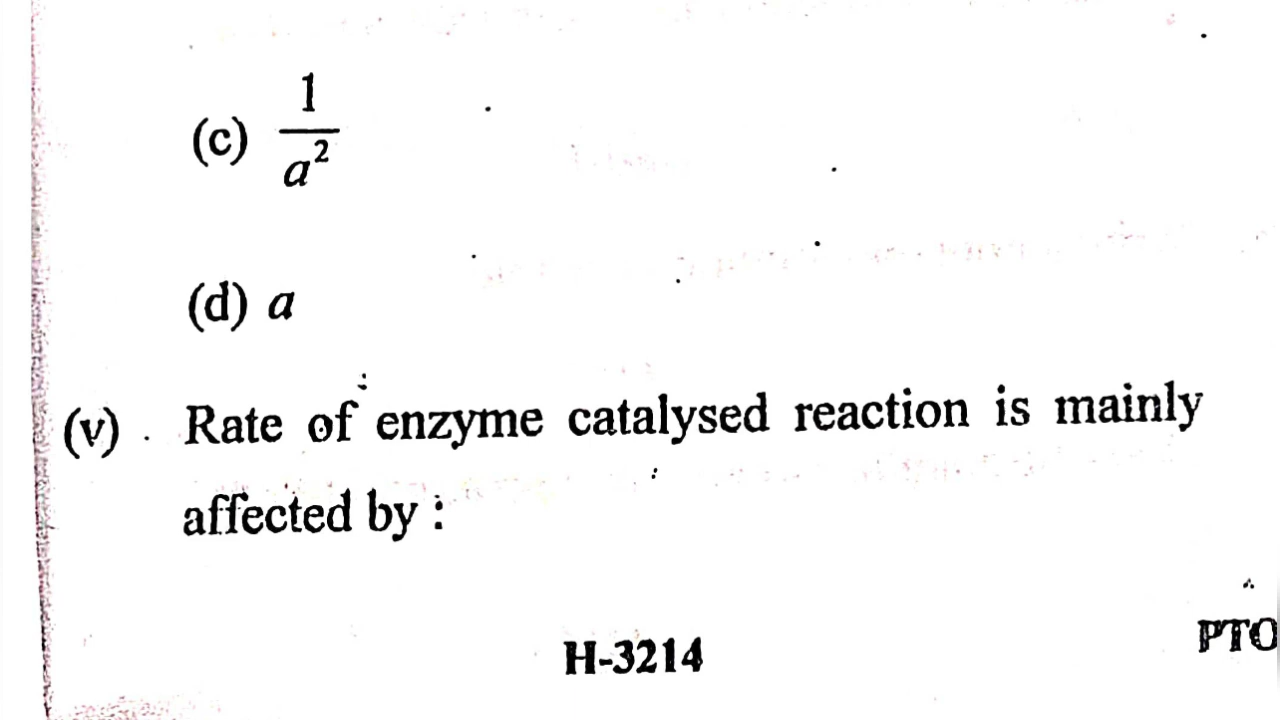 (c) 1/a²
(d) a
(v) Rate of enzyme catalysed reaction is mainly
affected by :
H-3214
PTO